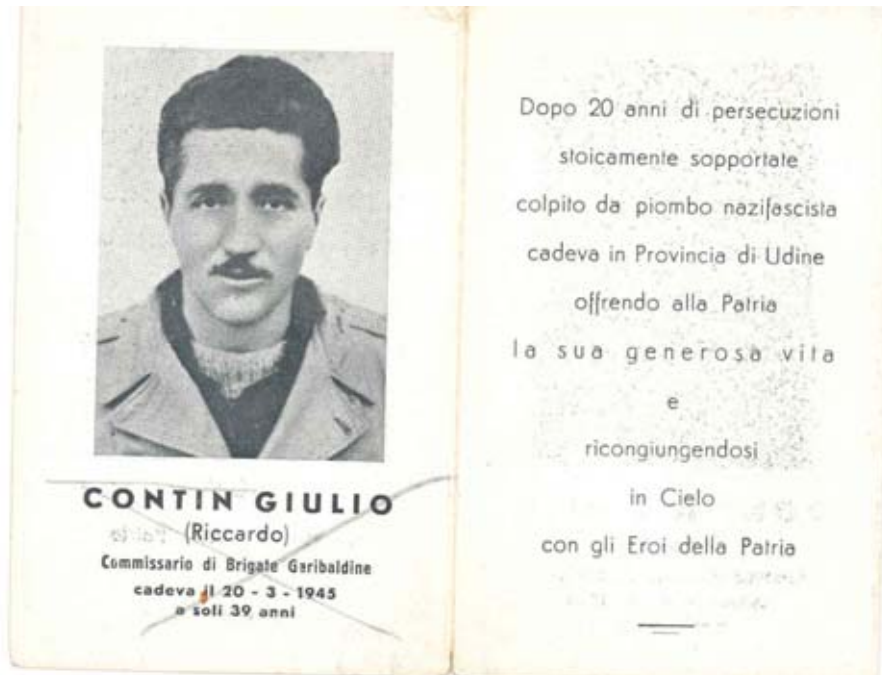 CONTIN GIULIO
(Riccardo)
Commissario di Brigate Garibaldine
cadeva il 20 - 3 - 1945
a soli 39 anni
Dopo 20 anni di persecuzioni
stoicamente sopportate
colpito da piombo nazifascista
cadeva in Provincia di Udine
offrendo alla Patria
la sua generosa vita
e
ricongiungendosi
in Cielo
con gli Eroi della Patria